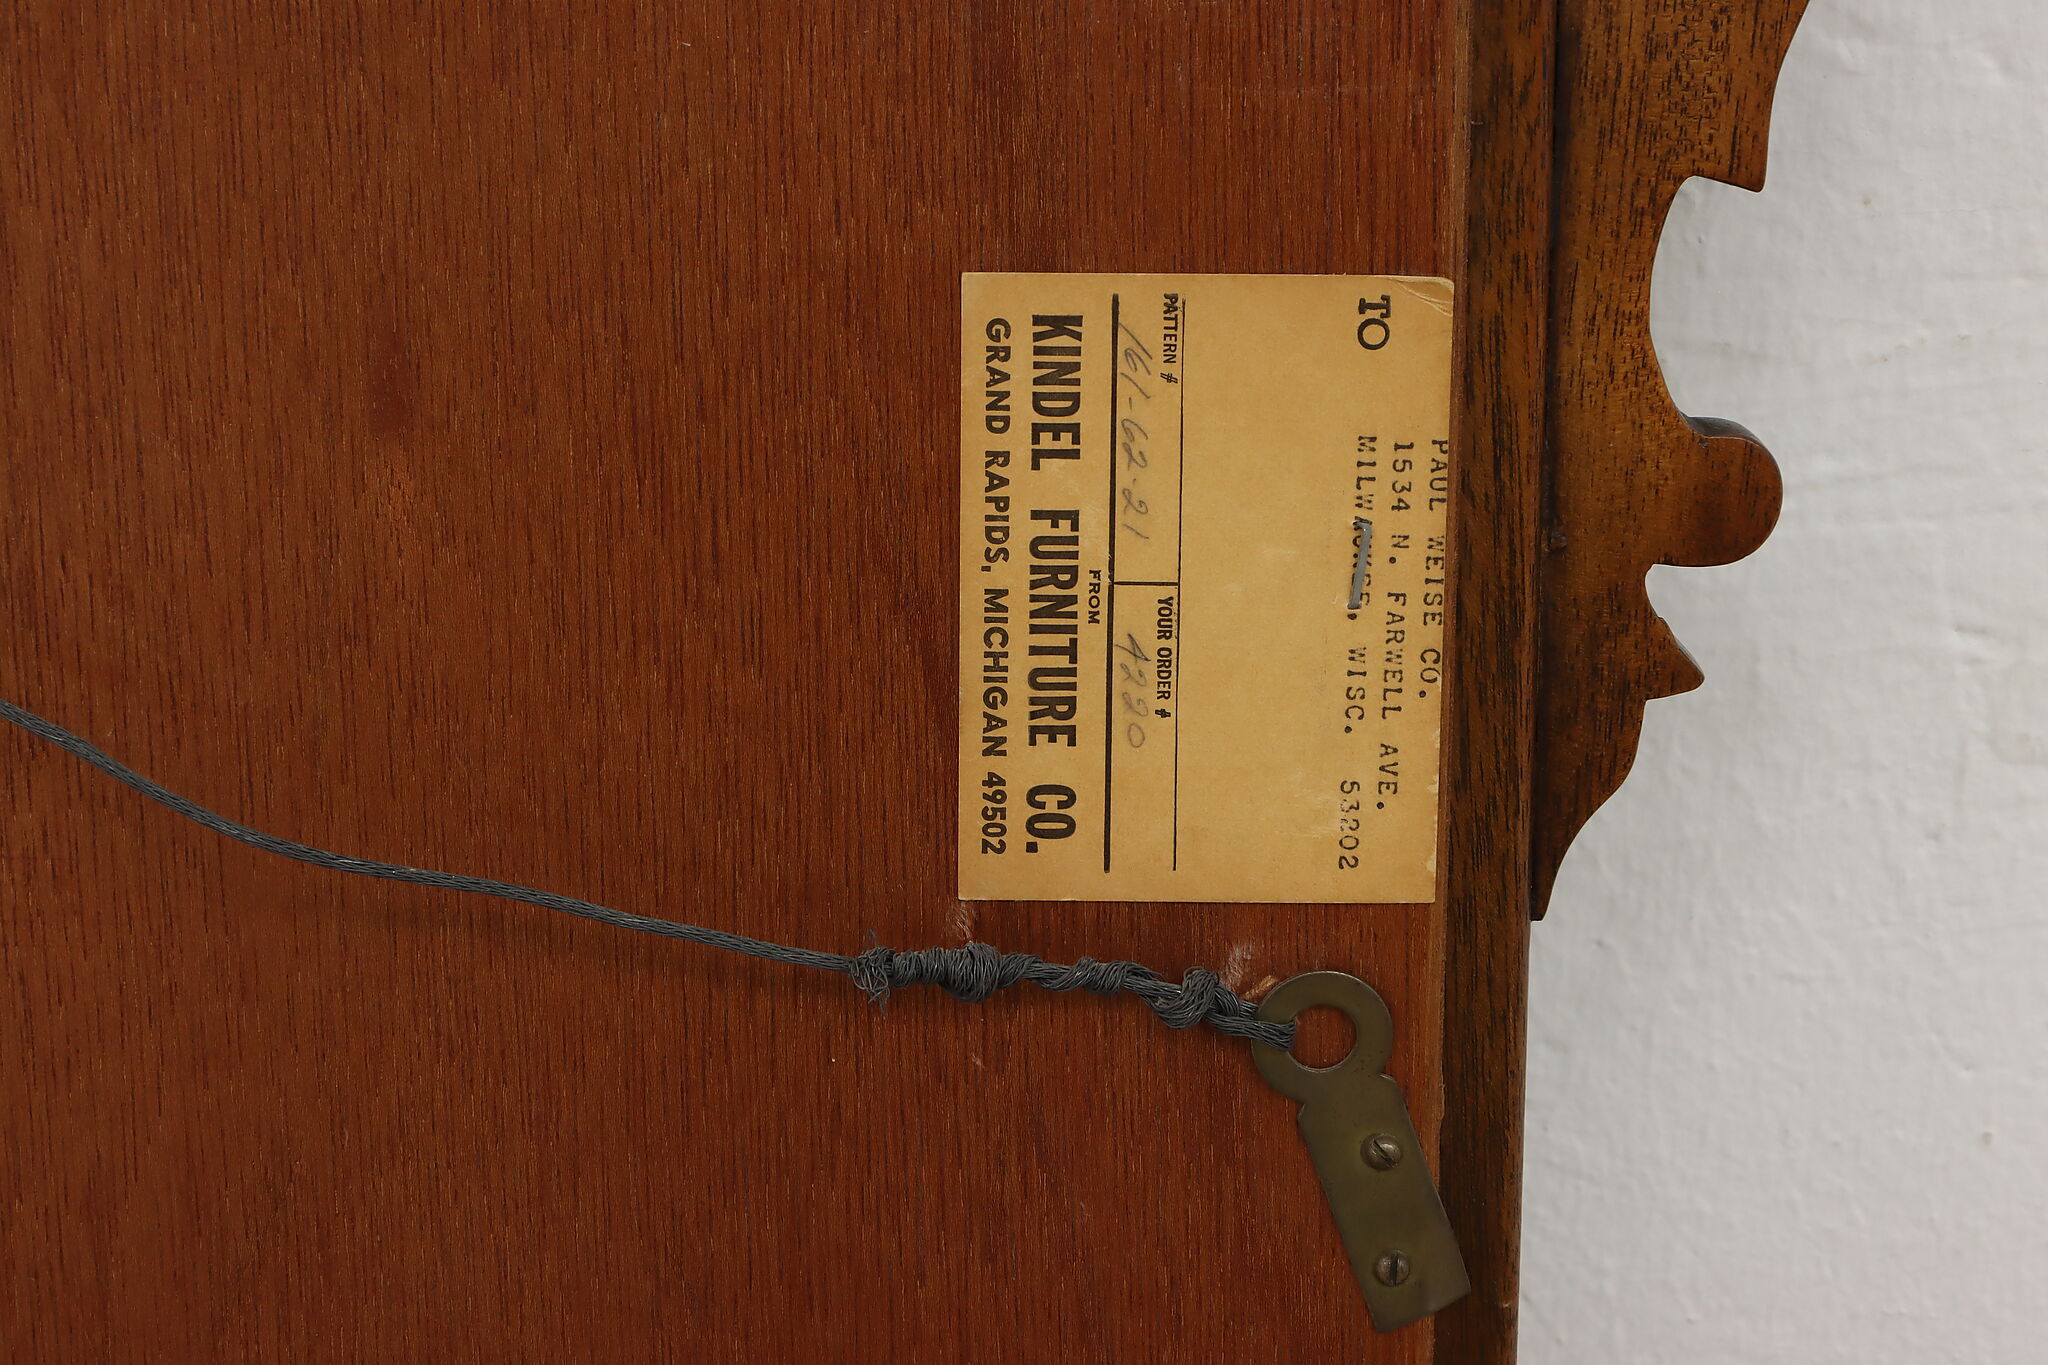 TO
PAUL WEISE CO.
1534 N. FARWELL AVE.
MILWAUKEE, WISC. 53202
PATTERN #
161-62-21
YOUR ORDER #
4220
FROM
KINDEL FURNITURE CO.
GRAND RAPIDS, MICHIGAN 49502